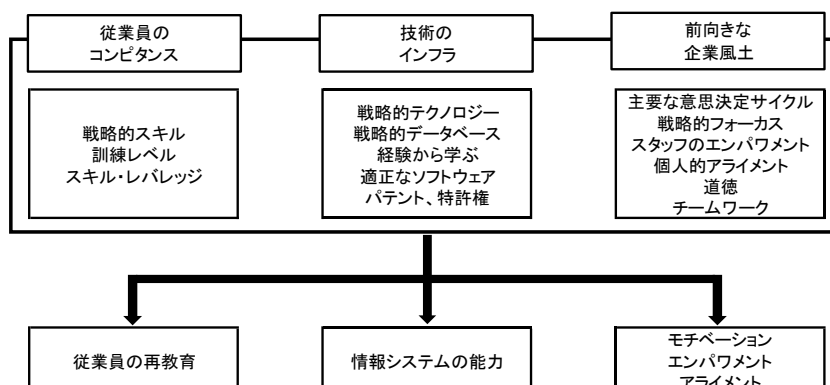 従業員の
コンピタンス
技術の
インフラ
前向きな
企業風土
戦略的スキル
訓練レベル
スキル・レバレッジ
戦略的テクノロジー
戦略的データベース
経験から学ぶ
適正なソフトウェア
パテント、特許権
主要な意思決定サイクル
戦略的フォーカス
スタッフのエンパワメント
個人的アライメント
道徳
チームワーク
従業員の再教育
情報システムの能力
モチベーション
エンパワメント
アライメント